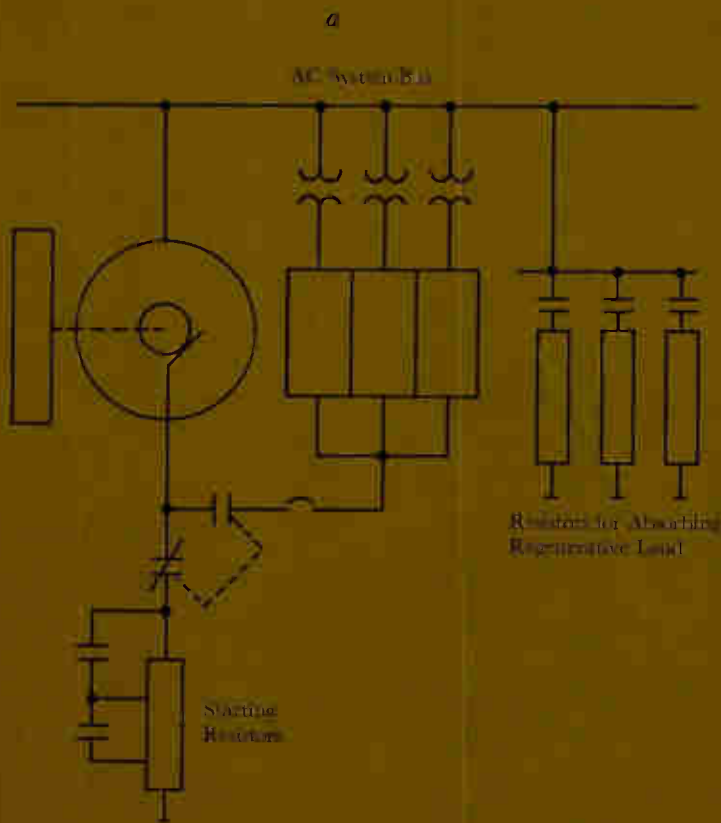 a
AC System Bus
Resistors for Absorbing
Regenerative Load
Starting
Resistors